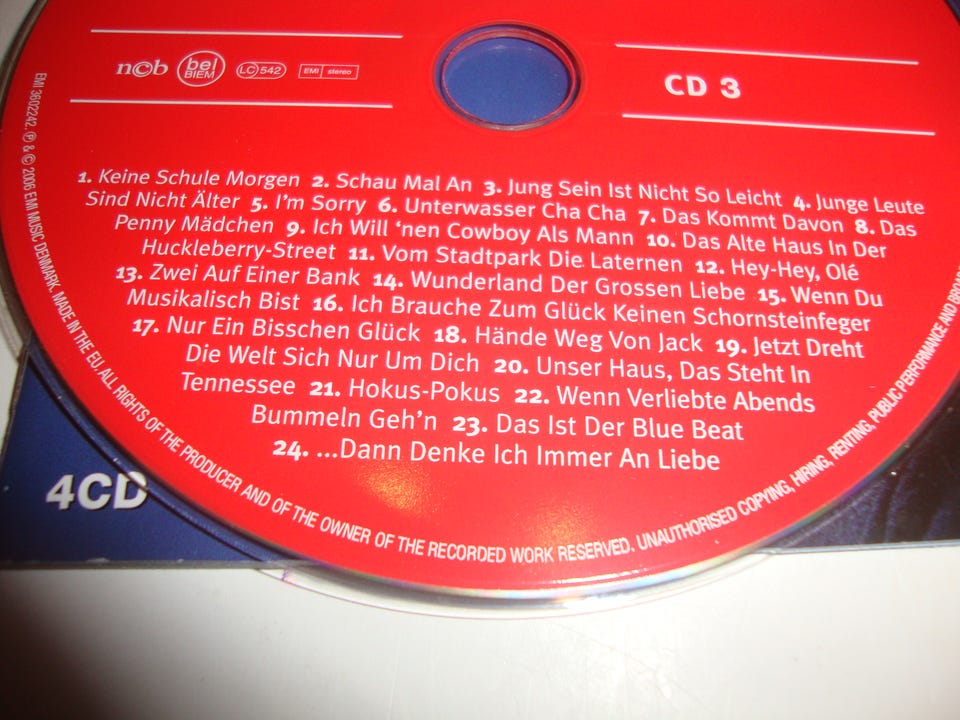 ncb
be!
BIEM
LC 542
EMI stereo
CD 3
1. Keine Schule Morgen 2. Schau Mal An 3. Jung Sein Ist Nicht So Leicht 4. Junge Leute
Sind Nicht Älter 5. I'm Sorry 6. Unterwasser Cha Cha 7. Das Kommt Davon 8. Das
Penny Mädchen 9. Ich Will ‘nen Cowboy Als Mann 10. Das Alte Haus In Der
Huckleberry-Street 11. Vom Stadtpark Die Laternen 12. Hey-Hey, Olé
13. Zwei Auf Einer Bank 14. Wunderland Der Grossen Liebe 15. Wenn Du
Musikalisch Bist 16. Ich Brauche Zum Glück Keinen Schornsteinfeger
17. Nur Ein Bisschen Glück 18. Hände Weg Von Jack 19. Jetzt Dreht
Die Welt Sich Nur Um Dich 20. Unser Haus, Das Steht In
Tennessee 21. Hokus-Pokus 22. Wenn Verliebte Abends
Bummeln Geh'n 23. Das Ist Der Blue Beat
24. ...Dann Denke Ich Immer An Liebe
EMI 3602242. ℗ & © 2006 EMI MUSIC DENMARK. MADE IN THE EU. ALL RIGHTS OF THE PRODUCER AND OF THE OWNER OF THE RECORDED WORK RESERVED. UNAUTHORISED COPYING, HIRING, RENTING, PUBLIC PERFORMANCE AND
4CD